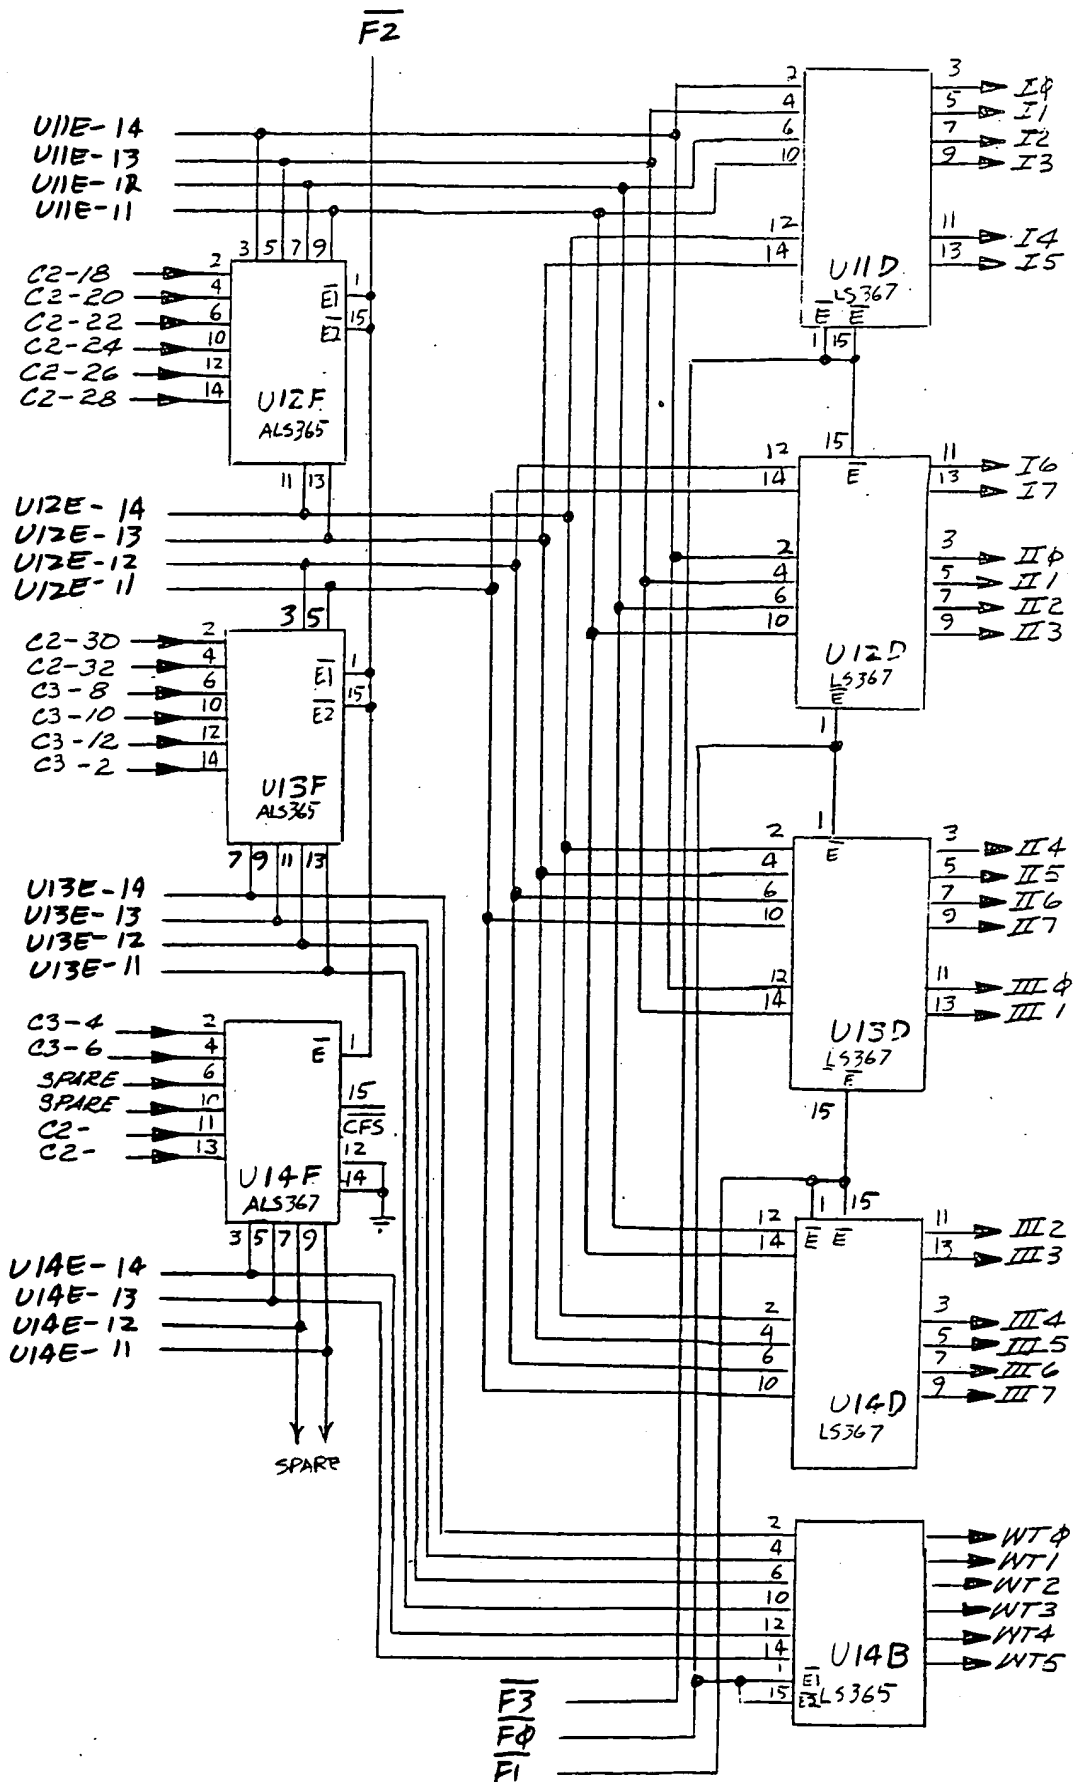 F2
U11E-14
U11E-13
U11E-12
U11E-11
3 5 7 9
C2-18 2
C2-20 4
C2-22 6
C2-24 10
C2-26 12
C2-28 14
E1 1
E2 15
U12F
ALS365
11 13
U12E-14
U12E-13
U12E-12
U12E-11
3 5
C2-30 2
C2-32 4
C3-8 6
C3-10 10
C3-12 12
C3-2 14
E1 1
E2 15
U13F
ALS365
7 9 11 13
U13E-14
U13E-13
U13E-12
U13E-11
C3-4 2
C3-6 4
SPARE 6
SPARE 10
C2- 11
C2- 13
E 1
15
CFS
12
14
U14F
ALS367
3 5 7 9
U14E-14
U14E-13
U14E-12
U14E-11
SPARE
2 3 IØ
4 5 I1
6 7 I2
10 9 I3
12 11 I4
14 13 I5
U11D
LS367
E E
1 15
15
E
12 11 I6
14 13 I7
2 3 IIØ
4 5 II1
6 7 II2
10 9 II3
U12D
LS367
E
1
1
E
2 3 II4
4 5 II5
6 7 II6
10 9 II7
12 11 IIIØ
14 13 III1
U13D
LS367
E
15
1 15
E E
12 11 III2
14 13 III3
2 3 III4
4 5 III5
6 7 III6
10 9 III7
U14D
LS367
2 WTØ
4 WT1
6 WT2
10 WT3
12 WT4
14 WT5
U14B
1 E1
15 E2 LS365
F3
FØ
F1